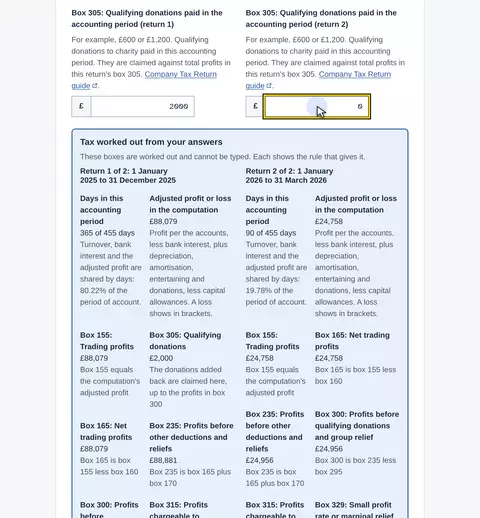 Box 305: Qualifying donations paid in the
accounting period (return 1)
For example, £600 or £1,200. Qualifying
donations to charity paid in this accounting
period. They are claimed against total profits in
this return's box 305. Company Tax Return
guide
£ 2000
Box 305: Qualifying donations paid in the
accounting period (return 2)
For example, £600 or £1,200. Qualifying
donations to charity paid in this accounting
period. They are claimed against total profits in
this return's box 305. Company Tax Return
guide
£ 0
Tax worked out from your answers
These boxes are worked out and cannot be typed. Each shows the rule that gives it.
Return 1 of 2: 1 January
2025 to 31 December 2025
Days in this
accounting
period
365 of 455 days
Turnover, bank
interest and the
adjusted profit are
shared by days:
80.22% of the
period of account.
Adjusted profit or loss
in the computation
£88,079
Profit per the accounts,
less bank interest, plus
depreciation,
amortisation,
entertaining and
donations, less capital
allowances. A loss
shows in brackets.
Box 155:
Trading profits
£88,079
Box 155 equals
the computation's
adjusted profit
Box 305: Qualifying
donations
£2,000
The donations added
back are claimed here,
up to the profits in box
300
Box 165: Net
trading profits
£88,079
Box 165 is box
155 less box 160
Box 235: Profits before
other deductions and
reliefs
£88,881
Box 235 is box 165 plus
box 170
Box 300: Profits
before
Box 315: Profits
chargeable to
Return 2 of 2: 1 January
2026 to 31 March 2026
Days in this
accounting
period
90 of 455 days
Turnover, bank
interest and the
adjusted profit are
shared by days:
19.78% of the
period of account.
Adjusted profit or loss
in the computation
£24,758
Profit per the accounts,
less bank interest, plus
depreciation,
amortisation,
entertaining and
donations, less capital
allowances. A loss
shows in brackets.
Box 155:
Trading profits
£24,758
Box 155 equals
the computation's
adjusted profit
Box 165: Net trading
profits
£24,758
Box 165 is box 155 less
box 160
Box 235: Profits
before other
deductions and
reliefs
£24,956
Box 235 is box
165 plus box 170
Box 300: Profits before
qualifying donations
and group relief
£24,956
Box 300 is box 235 less
box 295
Box 315: Profits
chargeable to
Box 329: Small profit
rate or marginal relief